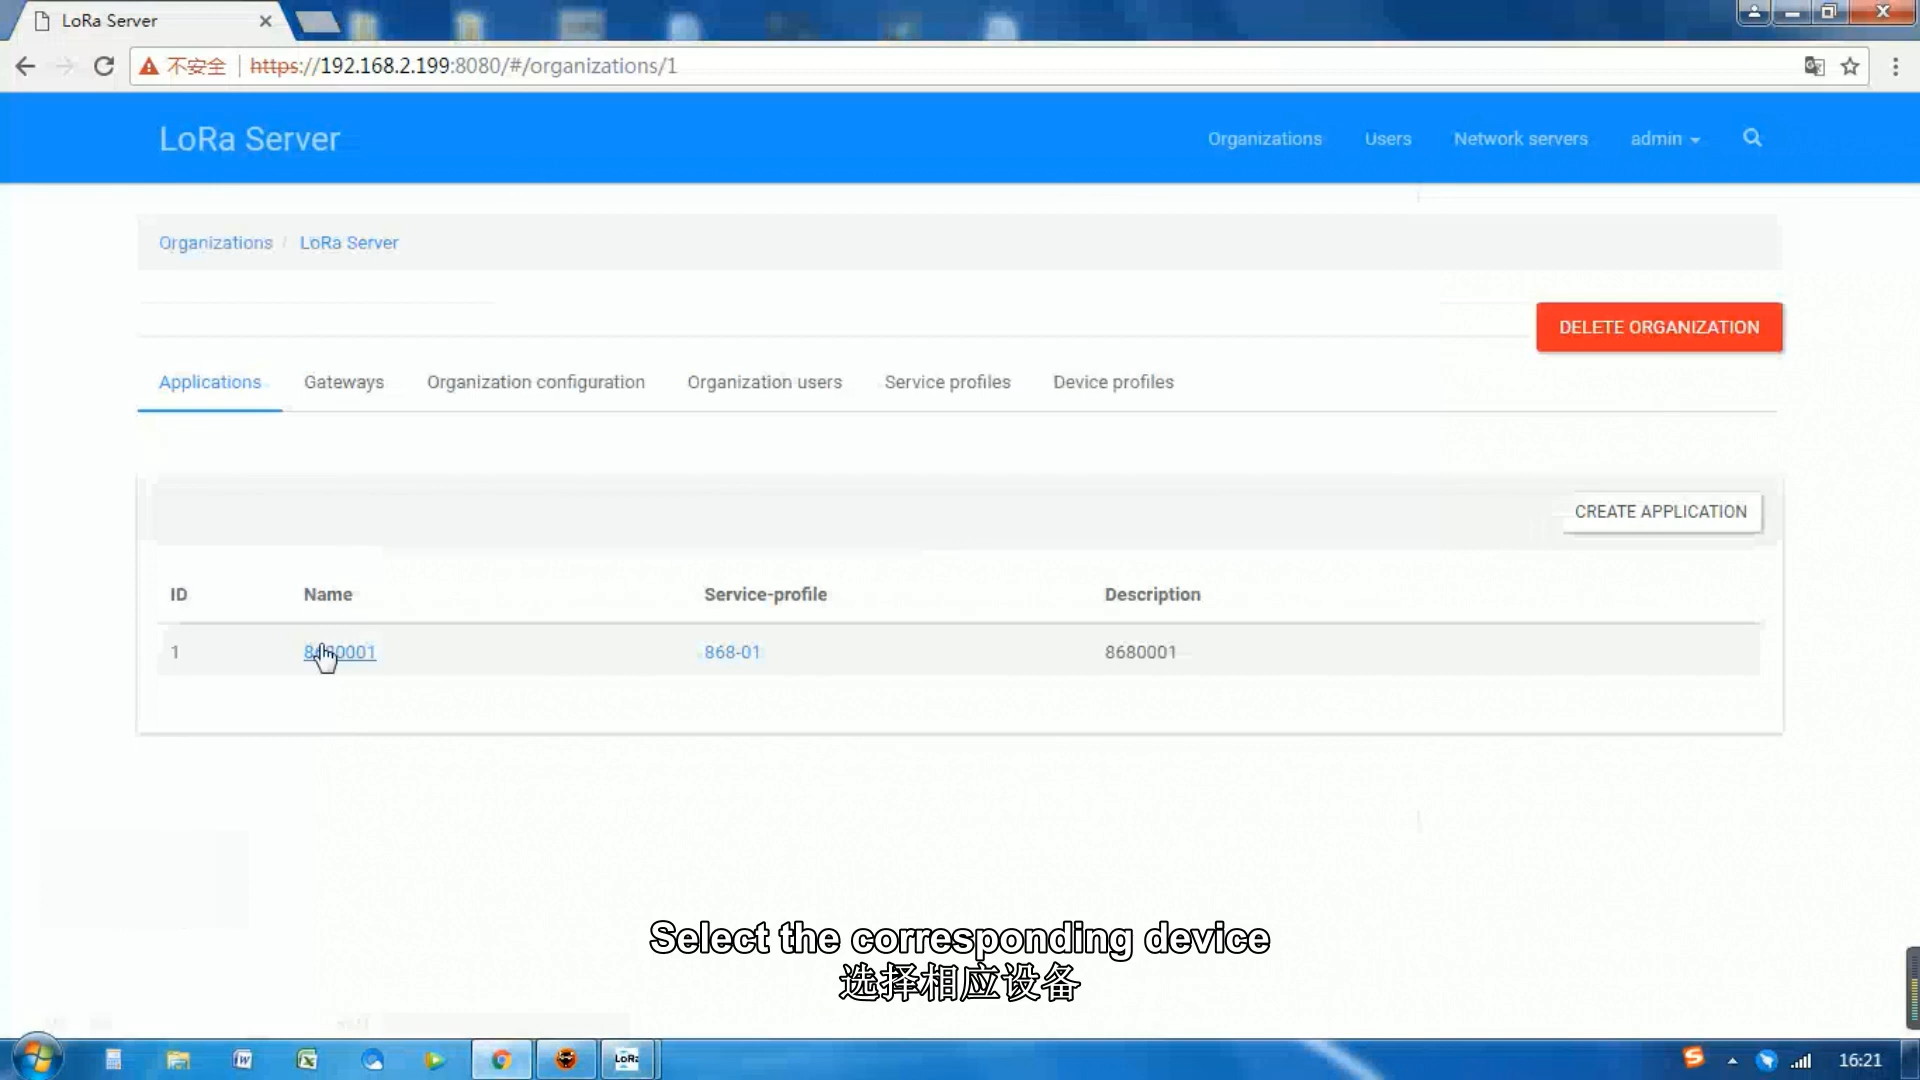 LoRa Server
不安全 https://192.168.2.199:8080/#/organizations/1
LoRa Server Organizations Users Network servers admin
Organizations / LoRa Server
DELETE ORGANIZATION
Applications Gateways Organization configuration Organization users Service profiles Device profiles
CREATE APPLICATION
ID Name Service-profile Description
1 8680001 868-01 8680001
Select the corresponding device
选择相应设备
LoRa 16:21